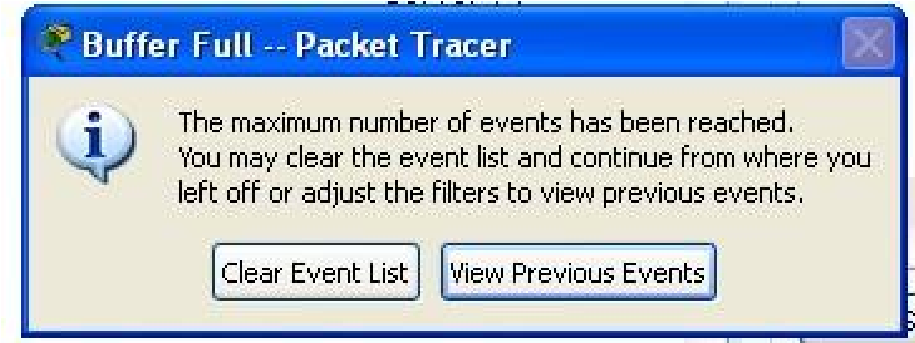 Buffer Full -- Packet Tracer
The maximum number of events has been reached.
You may clear the event list and continue from where you
left off or adjust the filters to view previous events.
Clear Event List
View Previous Events